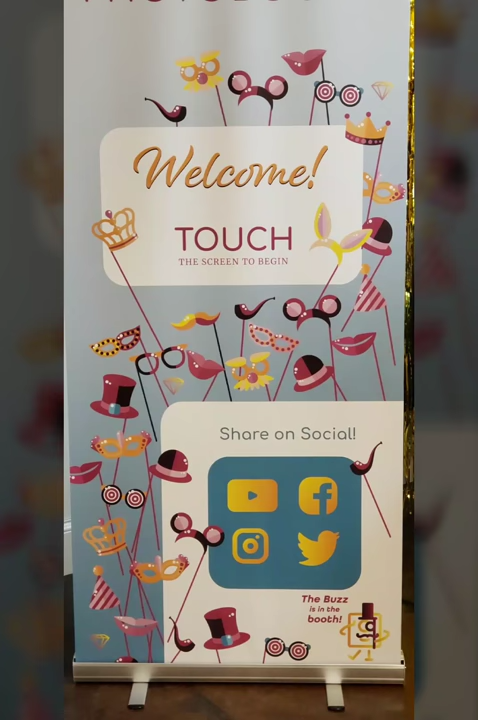 Welcome!
TOUCH
THE SCREEN TO BEGIN
Share on Social!
The Buzz
is in the
booth!